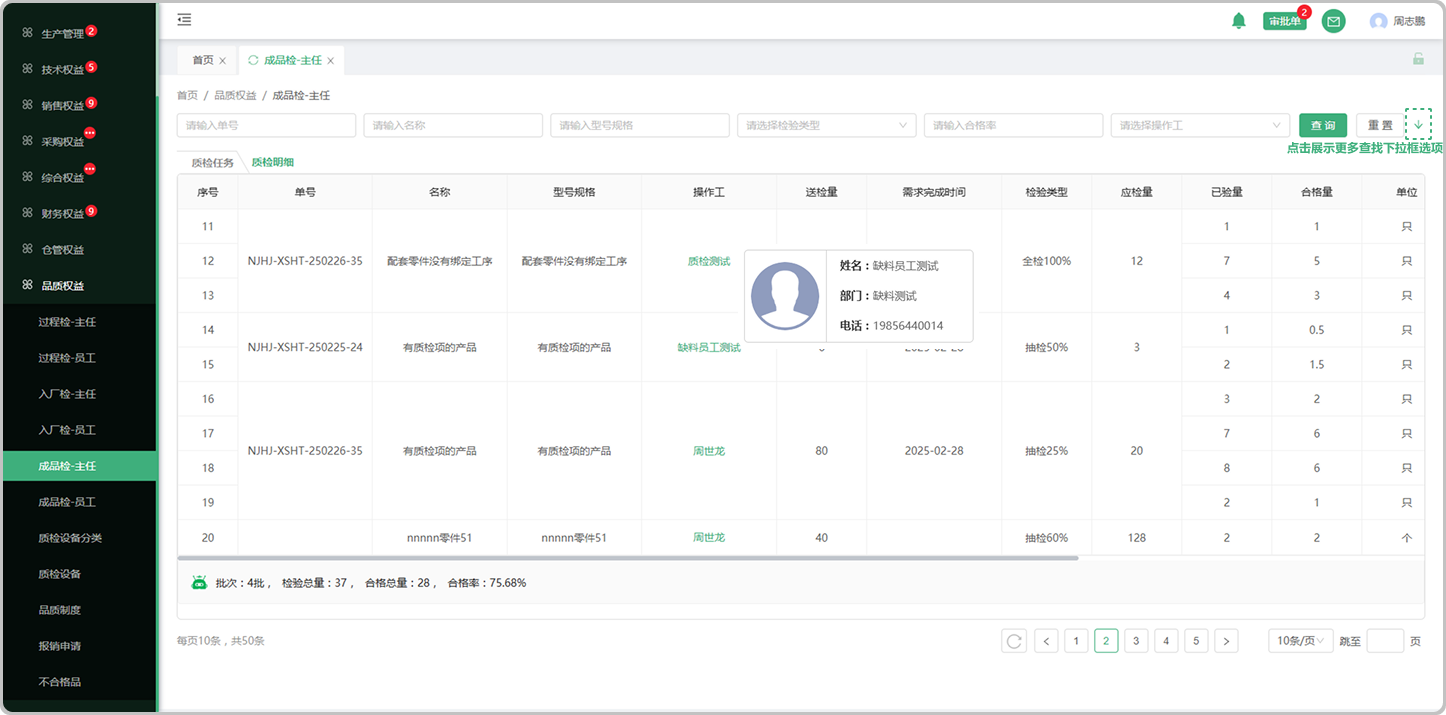 生产管理 2
技术权益 5
销售权益 9
采购权益 •••
综合权益 •••
财务权益 9
仓管权益
品质权益
过程检-主任
过程检-员工
入厂检-主任
入厂检-员工
成品检-主任
成品检-员工
质检设备分类
质检设备
品质制度
报销申请
不合格品
审批单 2 周志鹏
首页 × 成品检-主任 ×
首页 / 品质权益 / 成品检-主任
请输入单号 请输入名称 请输入型号规格 请选择检验类型 请输入合格率 请选择操作工 查 询 重 置
点击展示更多查找下拉框选项
质检任务 质检明细
序号 单号 名称 型号规格 操作工 送检量 需求完成时间 检验类型 应检量 已验量 合格量 单位
11 1 1 只
12 NJHJ-XSHT-250226-35 配套零件没有绑定工序 配套零件没有绑定工序 质检测试 全检100% 12 7 5 只
13 4 3 只
姓名：缺料员工测试
部门：缺料测试
电话：19856440014
14 1 0.5 只
NJHJ-XSHT-250225-24 有质检项的产品 有质检项的产品 缺料员工测试 抽检50% 3
15 2 1.5 只
16 3 2 只
17 7 6 只
NJHJ-XSHT-250226-35 有质检项的产品 有质检项的产品 周世龙 80 2025-02-28 抽检25% 20
18 8 6 只
19 2 1 只
20 nnnnn零件51 nnnnn零件51 周世龙 40 抽检60% 128 2 2 个
批次：4批， 检验总量：37， 合格总量：28， 合格率：75.68%
每页10条，共50条 < 1 2 3 4 5 > 10条/页 跳至 页